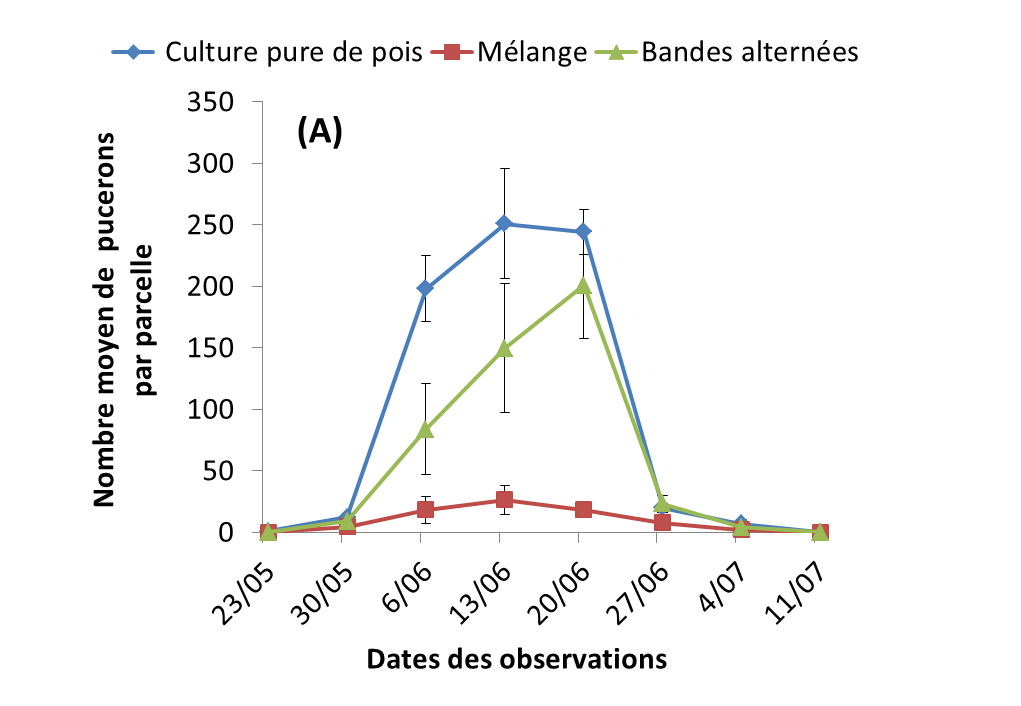 Culture pure de pois Mélange Bandes alternées
(A)
Nombre moyen de pucerons
par parcelle
350
300
250
200
150
100
50
0
23/05 30/05 6/06 13/06 20/06 27/06 4/07 11/07
Dates des observations